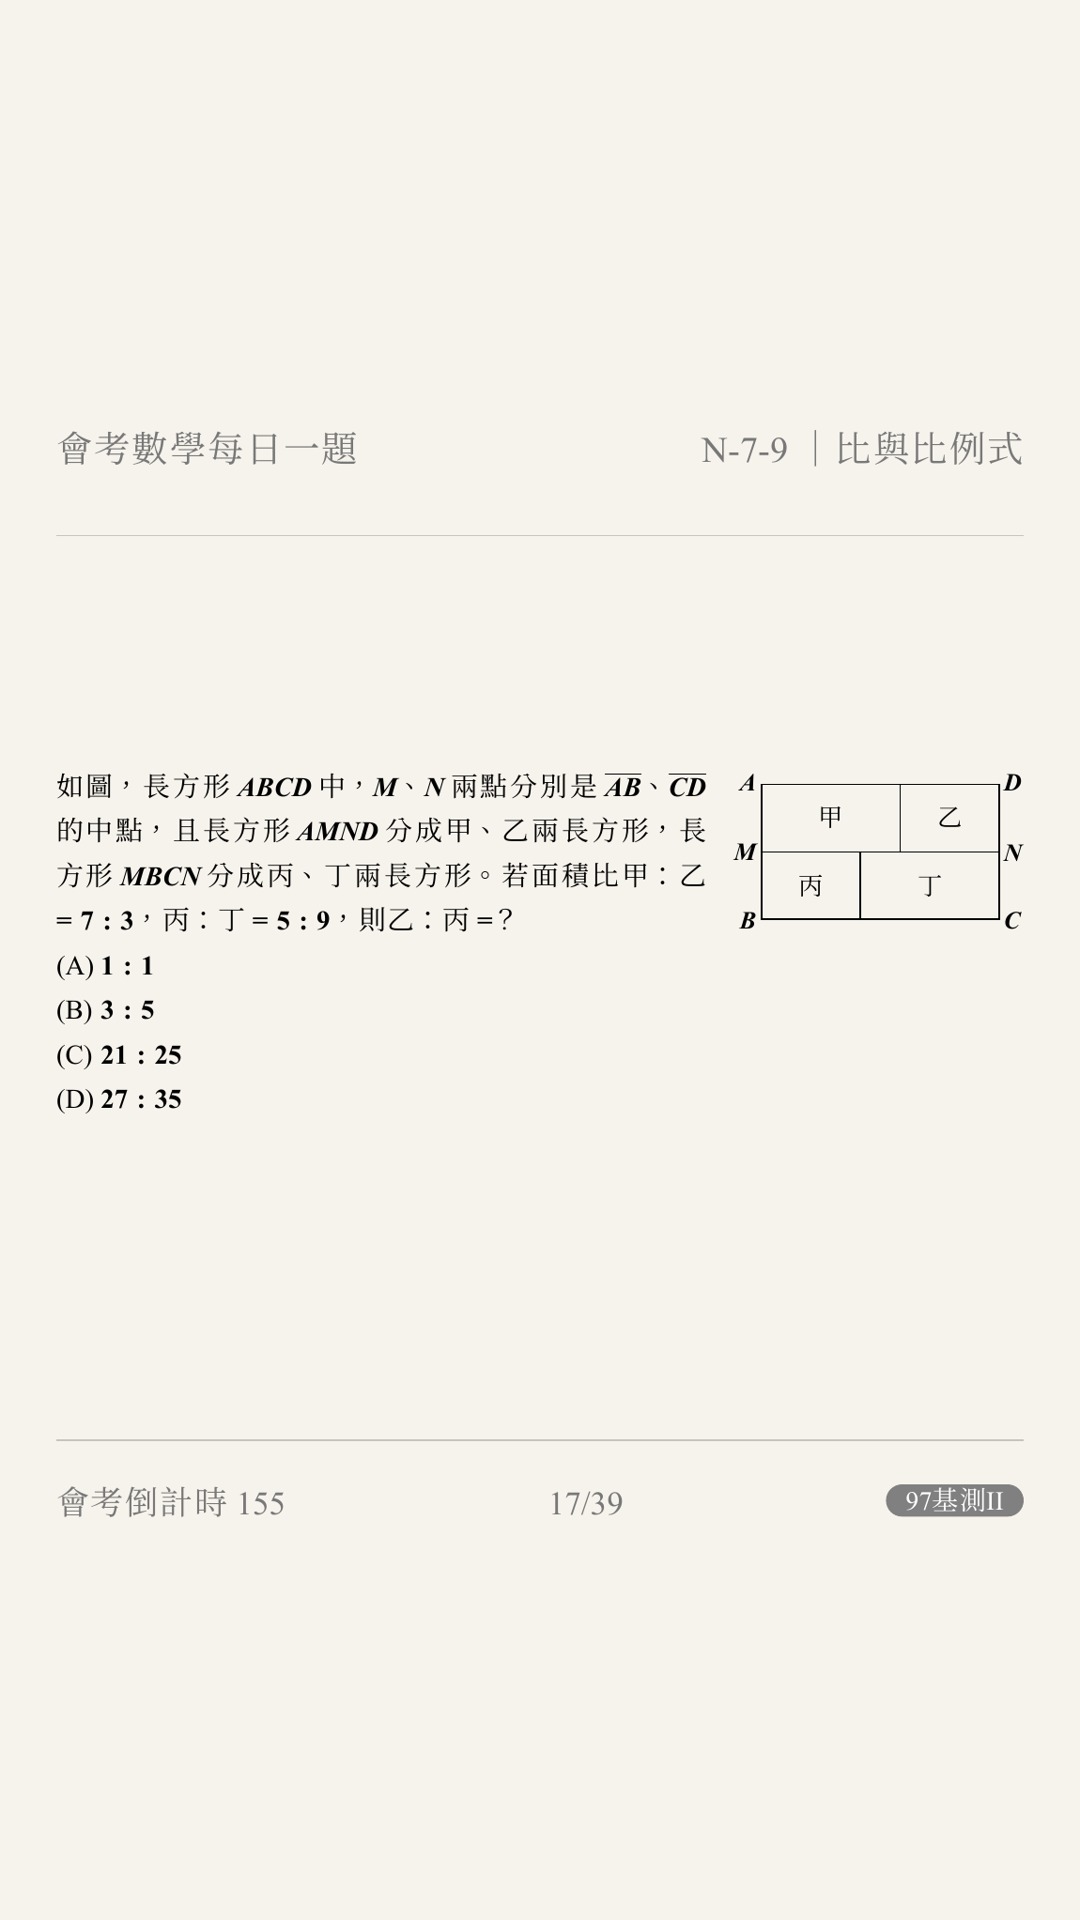 會考數學每日一題
N-7-9 ｜比與比例式
如圖，長方形 ABCD 中，M、N 兩點分別是 AB、CD
的中點，且長方形 AMND 分成甲、乙兩長方形，長
方形 MBCN 分成丙、丁兩長方形。若面積比甲：乙
= 7 : 3，丙：丁 = 5 : 9，則乙：丙 =？
(A) 1 : 1
(B) 3 : 5
(C) 21 : 25
(D) 27 : 35
A
D
甲
乙
M
N
丙
丁
B
C
會考倒計時 155
17/39
97基測II